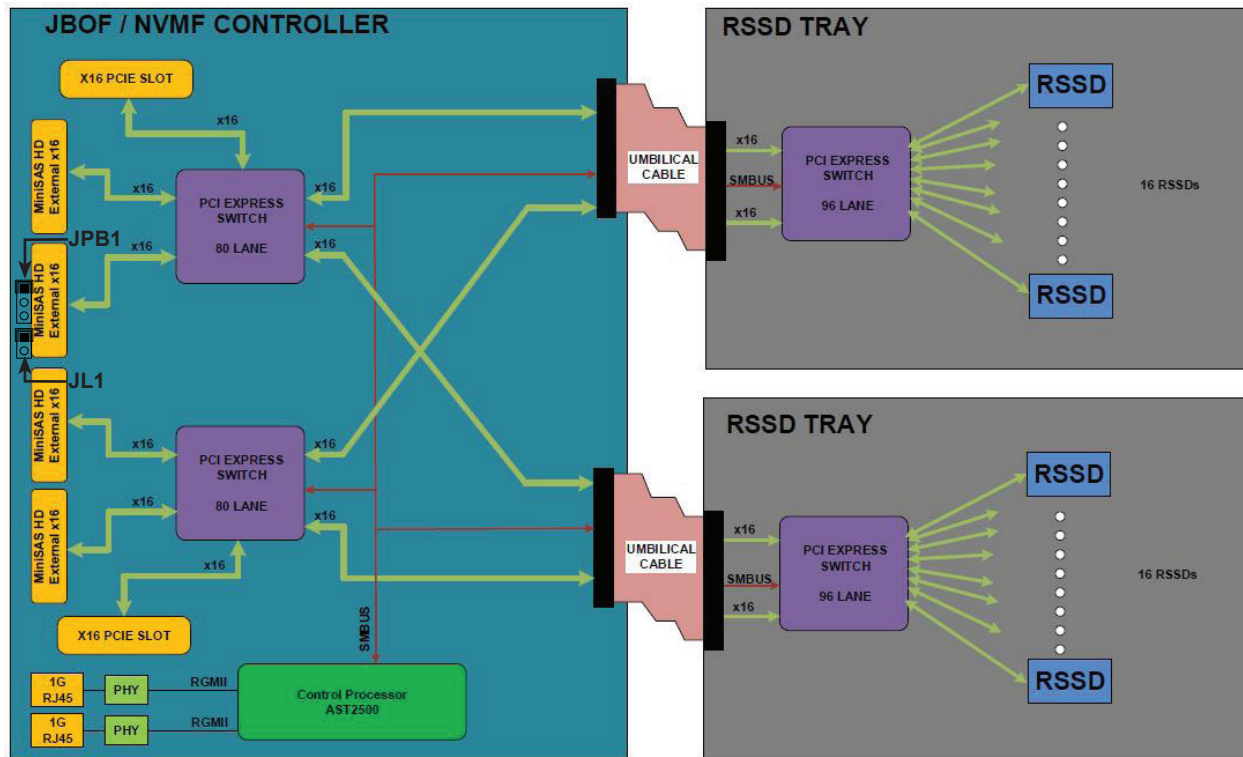 JBOF / NVMF CONTROLLER
X16 PCIE SLOT
x16
MiniSAS HD
External x16
x16
PCI EXPRESS
SWITCH
80 LANE
x16
JPB1
MiniSAS HD
External x16
x16
x16
JL1
MiniSAS HD
External x16
x16
PCI EXPRESS
SWITCH
80 LANE
x16
MiniSAS HD
External x16
x16
x16
x16
X16 PCIE SLOT
SMBUS
1G
RJ45
PHY
RGMII
1G
RJ45
PHY
RGMII
Control Processor
AST2500
UMBILICAL
CABLE
UMBILICAL
CABLE
RSSD TRAY
x16
SMBUS
x16
PCI EXPRESS
SWITCH
96 LANE
RSSD
16 RSSDs
RSSD
RSSD TRAY
x16
SMBUS
x16
PCI EXPRESS
SWITCH
96 LANE
RSSD
16 RSSDs
RSSD